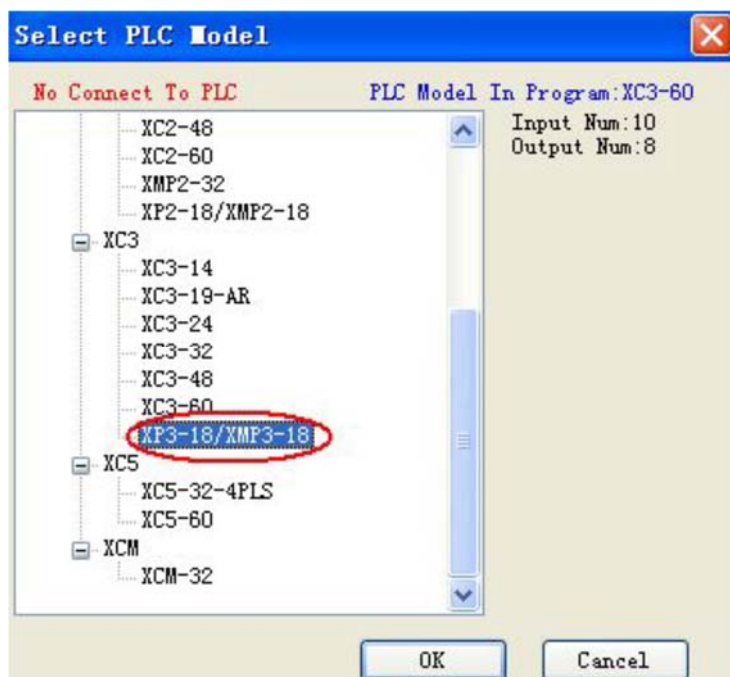 Select PLC Model
No Connect To PLC
PLC Model In Program:XC3-60
Input Num:10
Output Num:8
XC2-48
XC2-60
XMP2-32
XP2-18/XMP2-18
XC3
XC3-14
XC3-19-AR
XC3-24
XC3-32
XC3-48
XC3-60
XP3-18/XMP3-18
XC5
XC5-32-4PLS
XC5-60
XCM
XCM-32
OK
Cancel